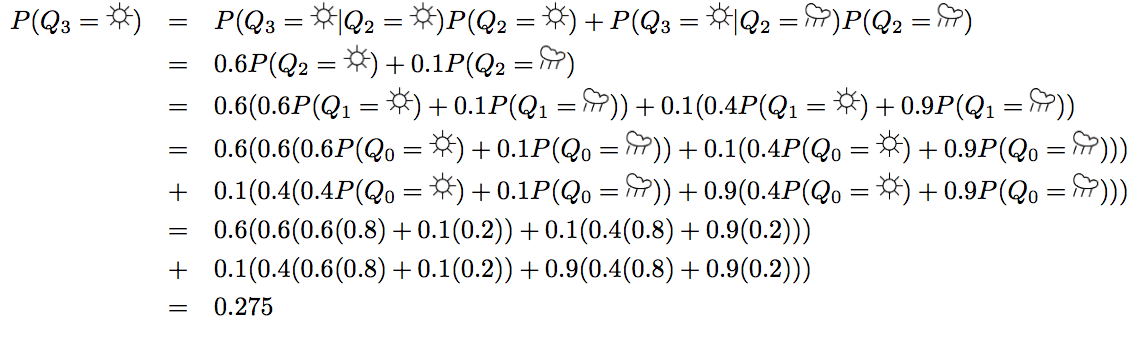 P(Q₃ = ☼) = P(Q₃ = ☼|Q₂ = ☼)P(Q₂ = ☼) + P(Q₃ = ☼|Q₂ = 🌧)P(Q₂ = 🌧)
= 0.6P(Q₂ = ☼) + 0.1P(Q₂ = 🌧)
= 0.6(0.6P(Q₁ = ☼) + 0.1P(Q₁ = 🌧)) + 0.1(0.4P(Q₁ = ☼) + 0.9P(Q₁ = 🌧))
= 0.6(0.6(0.6P(Q₀ = ☼) + 0.1P(Q₀ = 🌧)) + 0.1(0.4P(Q₀ = ☼) + 0.9P(Q₀ = 🌧)))
+ 0.1(0.4(0.4P(Q₀ = ☼) + 0.1P(Q₀ = 🌧)) + 0.9(0.4P(Q₀ = ☼) + 0.9P(Q₀ = 🌧)))
= 0.6(0.6(0.6(0.8) + 0.1(0.2)) + 0.1(0.4(0.8) + 0.9(0.2)))
+ 0.1(0.4(0.6(0.8) + 0.1(0.2)) + 0.9(0.4(0.8) + 0.9(0.2)))
= 0.275